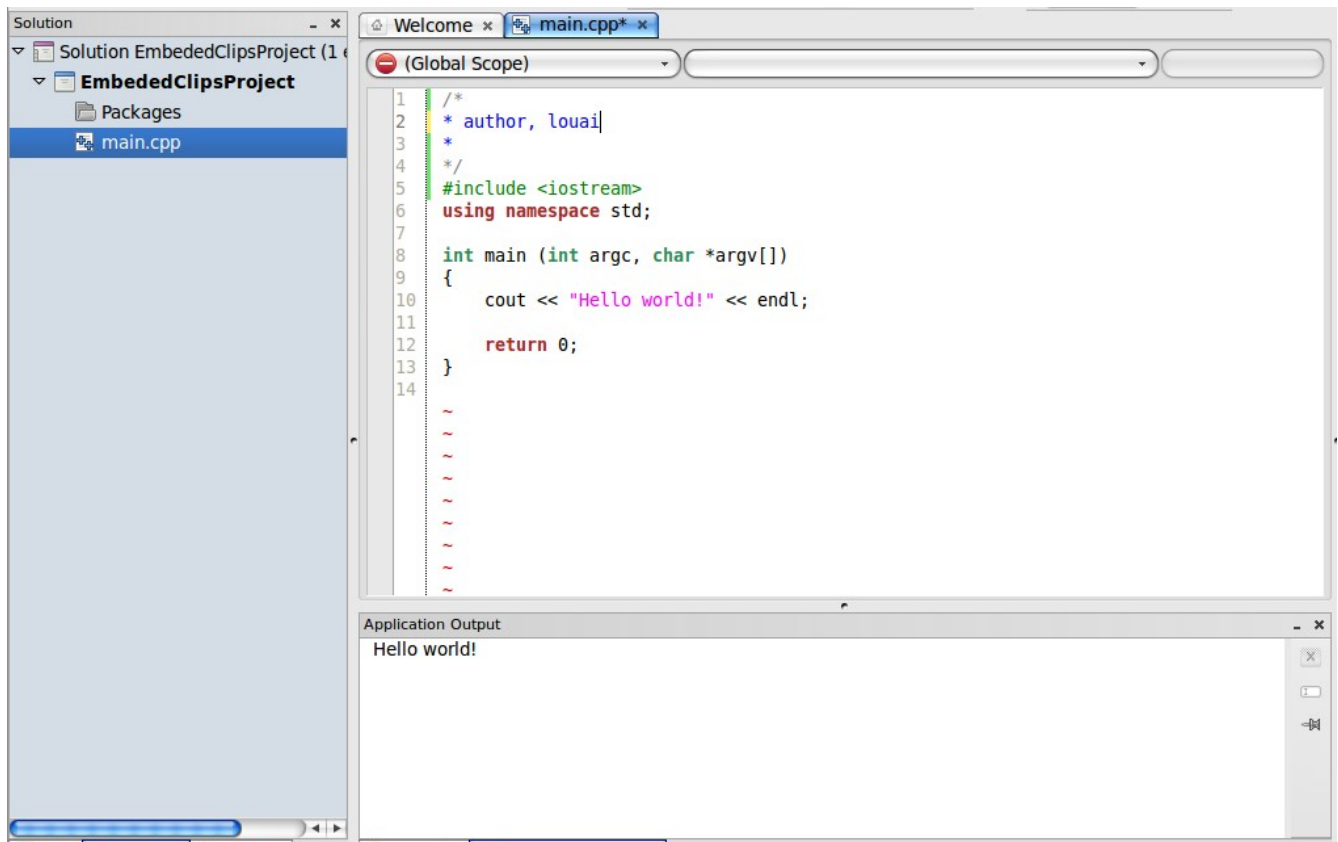 Solution
Solution EmbededClipsProject (1 e
EmbededClipsProject
Packages
main.cpp
Welcome
main.cpp*
(Global Scope)
1 /*
2 * author, louai
3 *
4 */
5 #include <iostream>
6 using namespace std;
7
8 int main (int argc, char *argv[])
9 {
10 cout << "Hello world!" << endl;
11
12 return 0;
13 }
14
~
~
~
~
~
~
~
~
~
Application Output
Hello world!